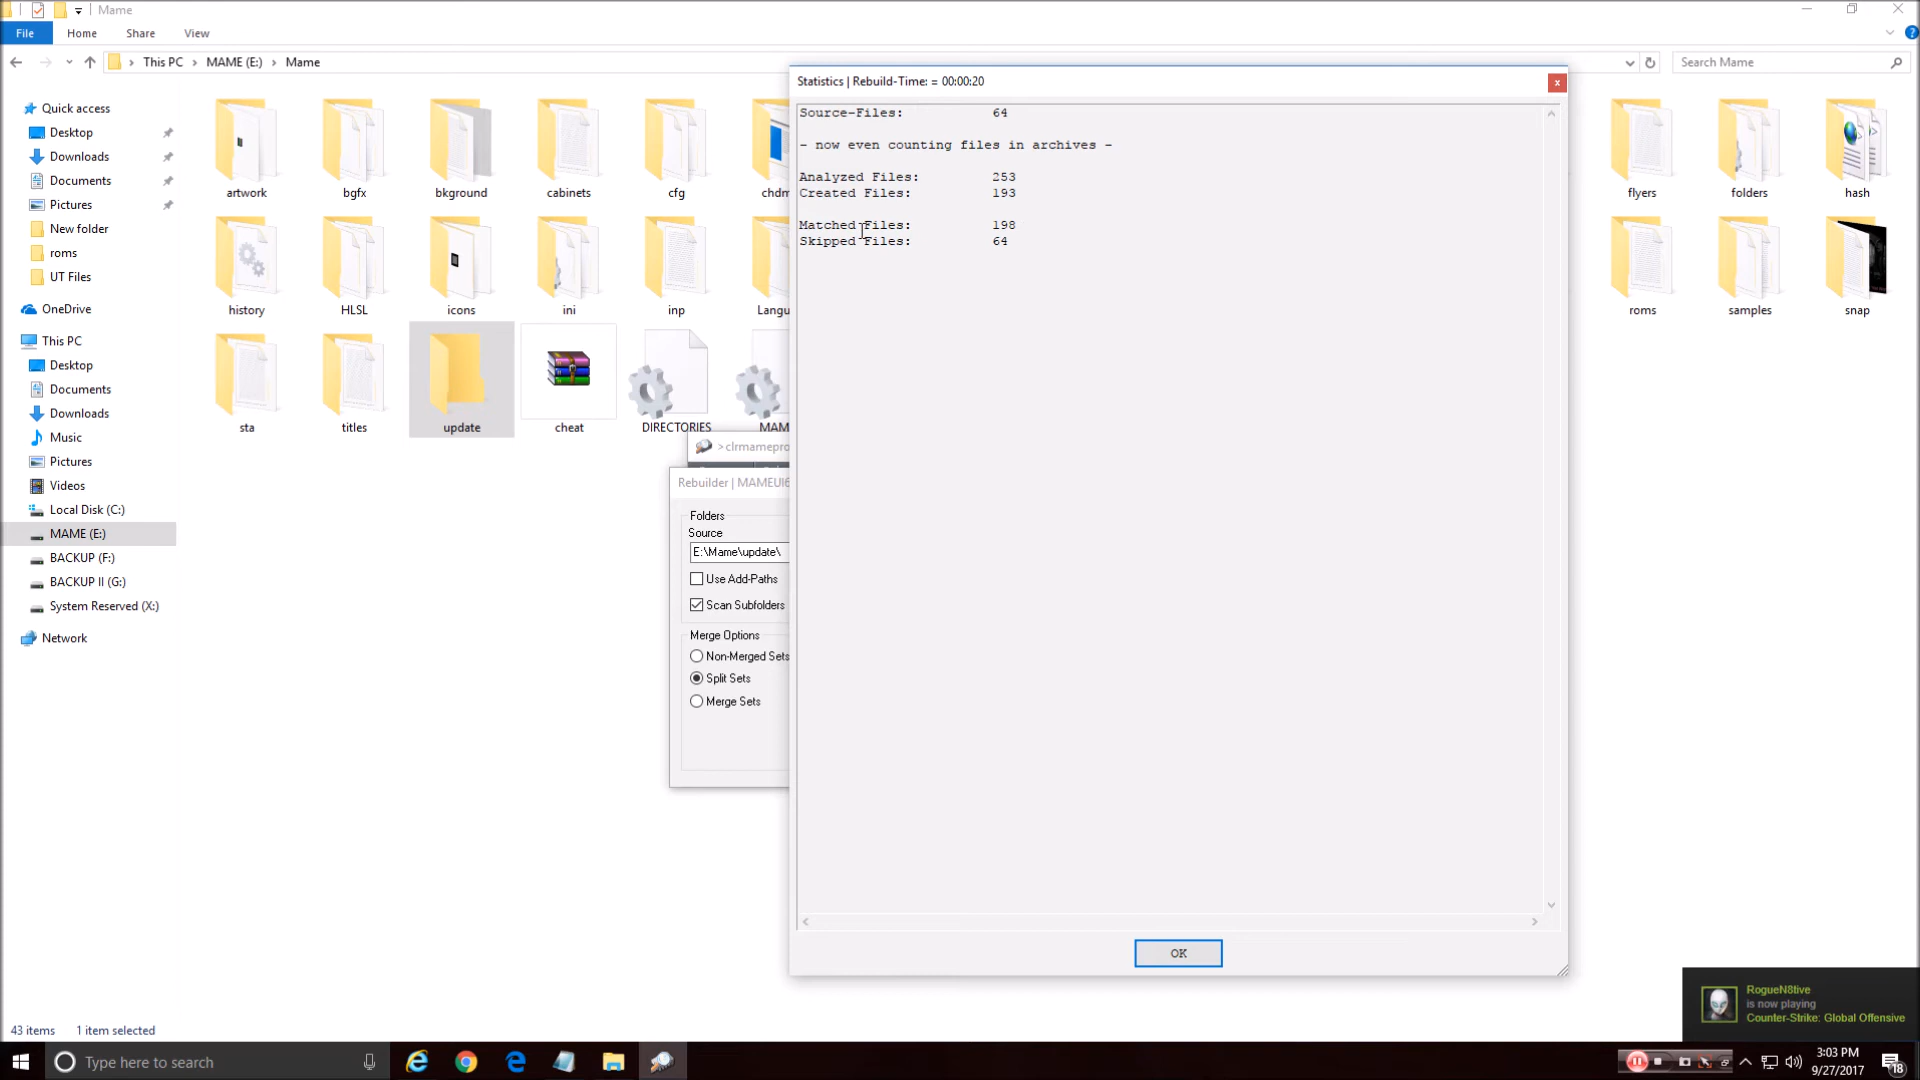 Mame
File
Home
Share
View
This PC
MAME (E:)
Mame
Search Mame
Quick access
Desktop
Downloads
Documents
Pictures
New folder
roms
UT Files
OneDrive
This PC
Desktop
Documents
Downloads
Music
Pictures
Videos
Local Disk (C:)
MAME (E:)
BACKUP (F:)
BACKUP II (G:)
System Reserved (X:)
Network
artwork
bgfx
bkground
cabinets
cfg
chdm
flyers
folders
hash
history
HLSL
icons
ini
inp
Langu
roms
samples
snap
sta
titles
update
cheat
DIRECTORIES
MAM
>clrmamepro
Rebuilder | MAMEUI6
Folders
Source
E:\Mame\update\
Use Add-Paths
Scan Subfolders
Merge Options
Non-Merged Sets
Split Sets
Merge Sets
Statistics | Rebuild-Time: = 00:00:20
Source-Files: 64
- now even counting files in archives -
Analyzed Files: 253
Created Files: 193
Matched Files: 198
Skipped Files: 64
OK
RogueN8tive
is now playing
Counter-Strike: Global Offensive
43 items
1 item selected
Type here to search
3:03 PM
9/27/2017
18